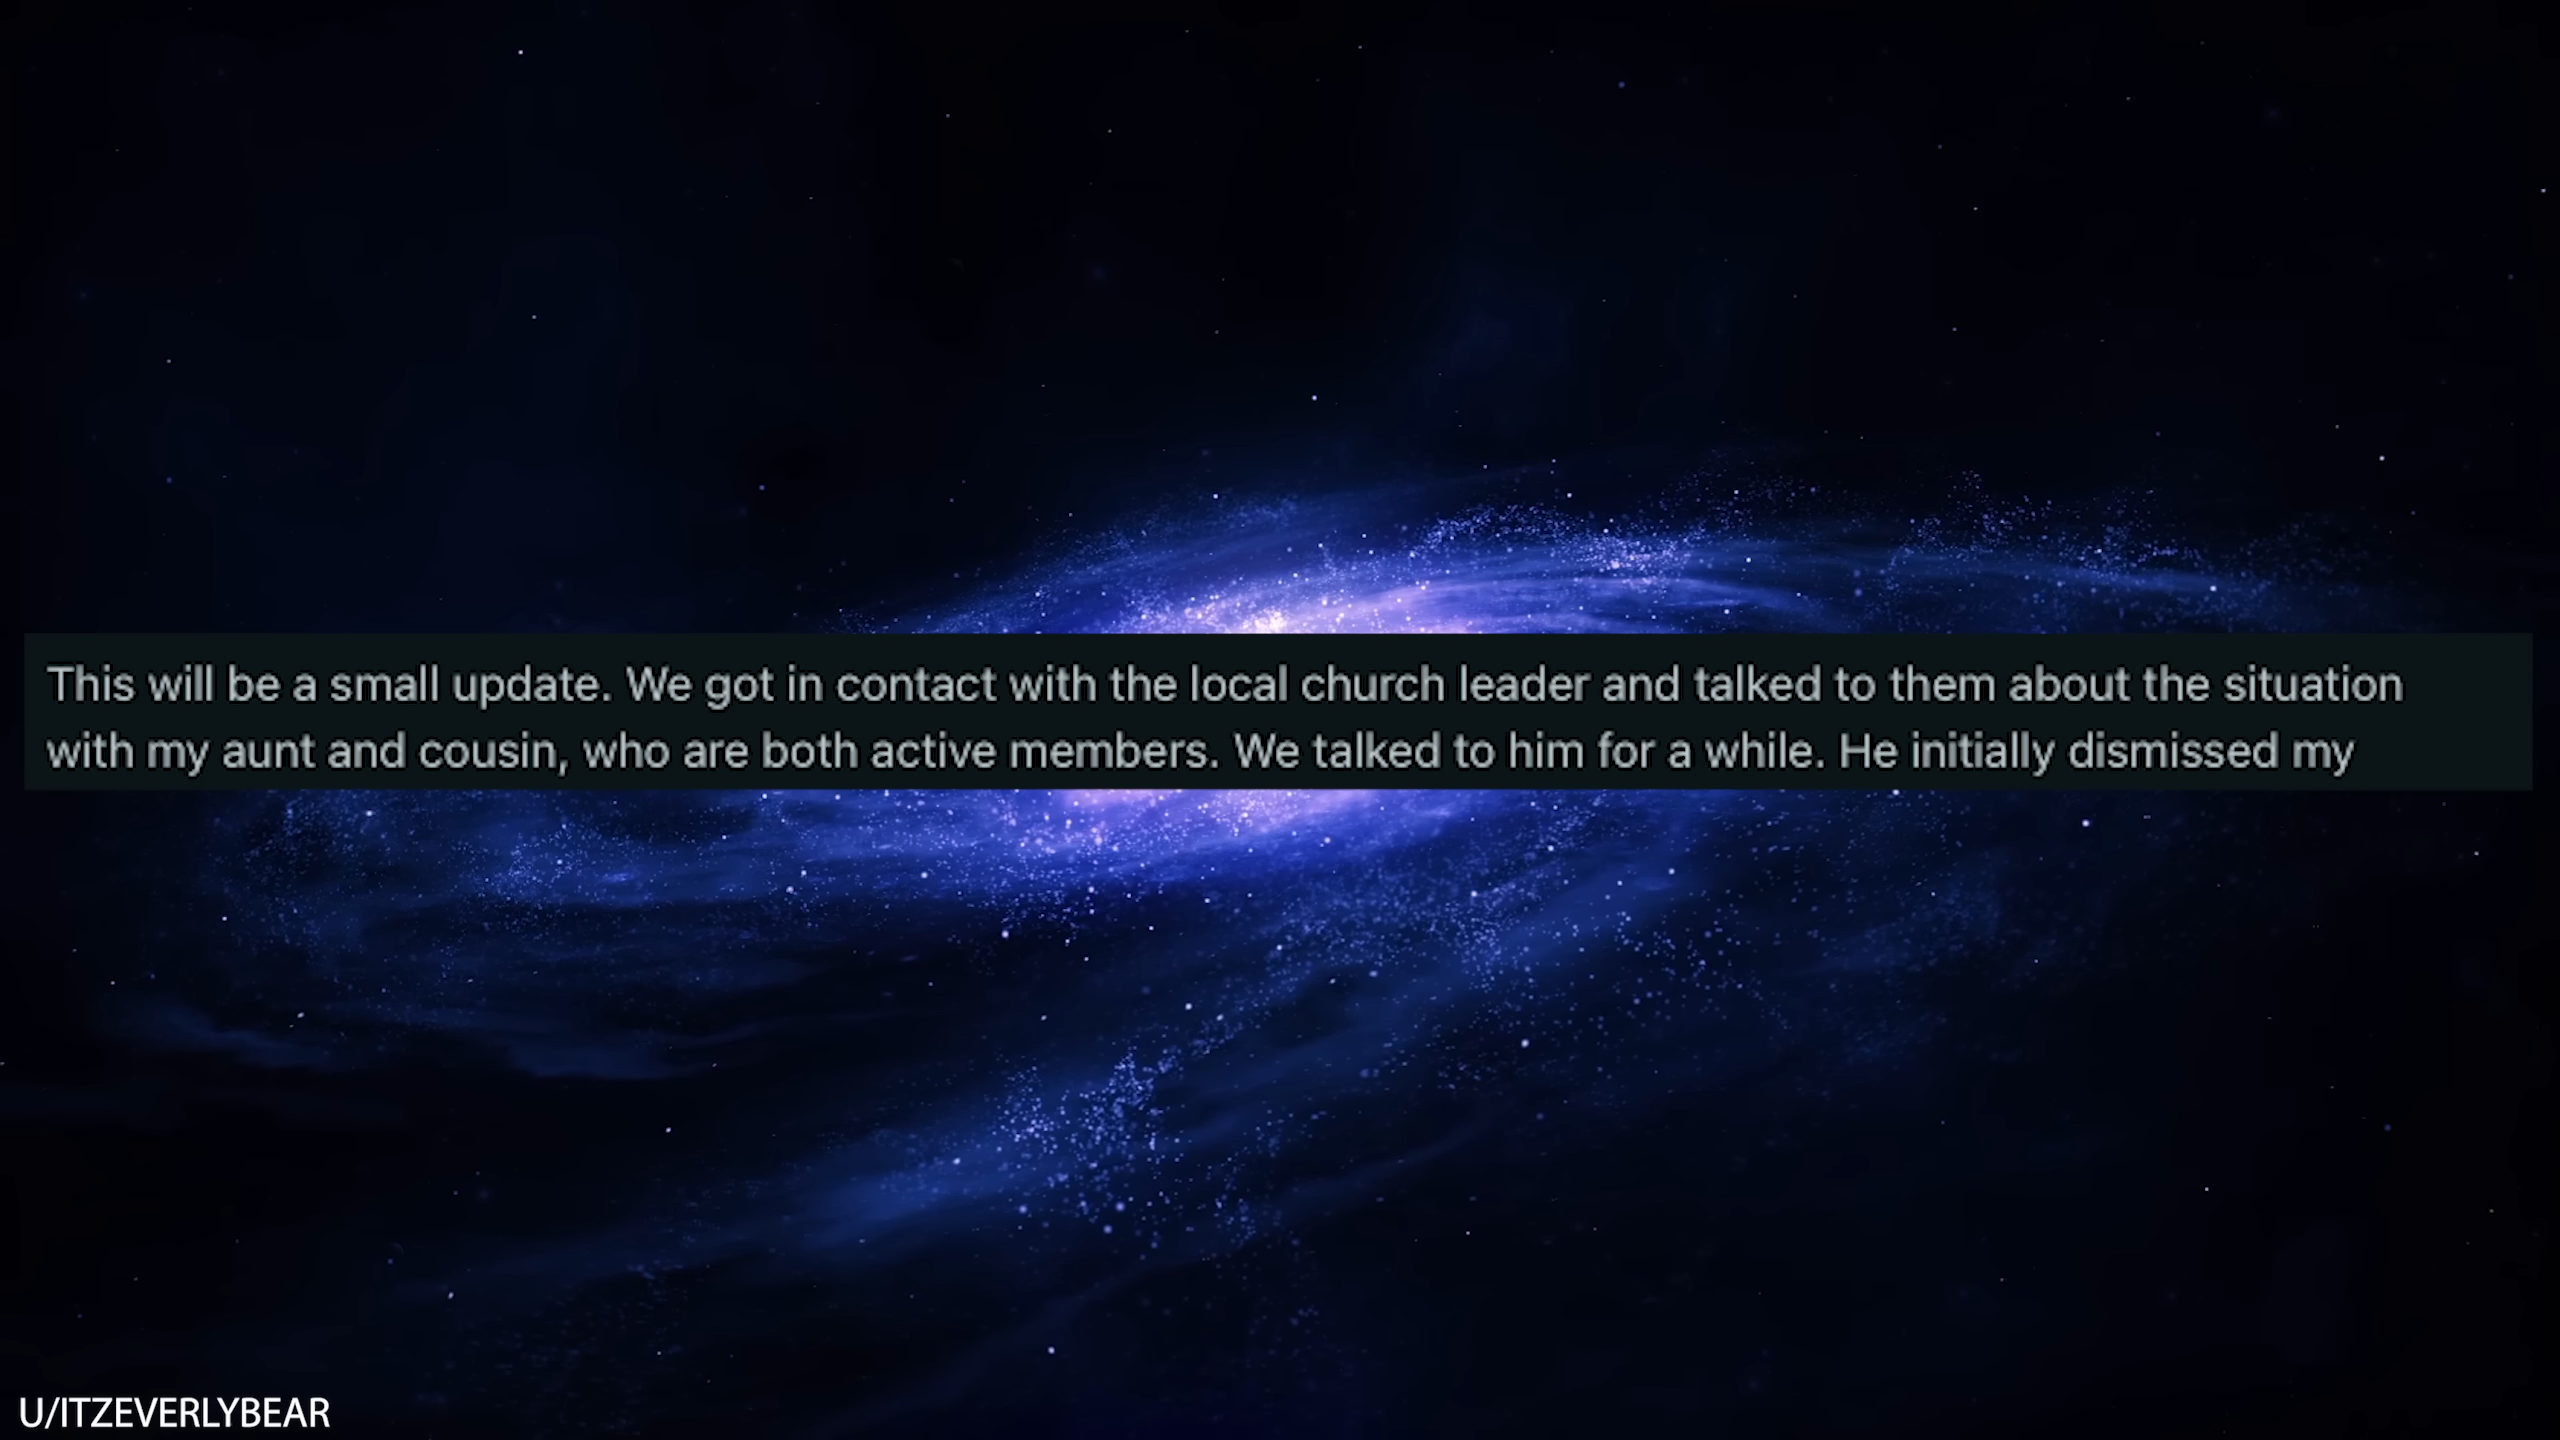 This will be a small update. We got in contact with the local church leader and talked to them about the situation
with my aunt and cousin, who are both active members. We talked to him for a while. He initially dismissed my
U/ITZEVERLYBEAR